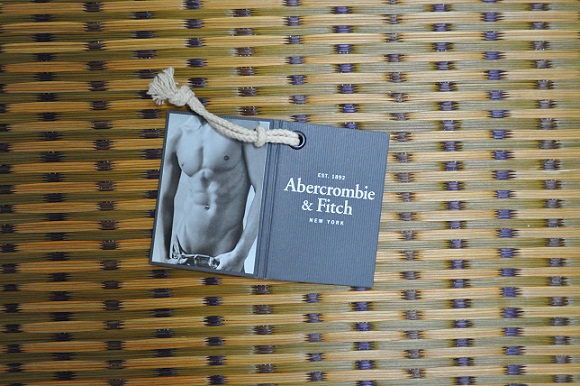 EST. 1892
Abercrombie
& Fitch
NEW YORK